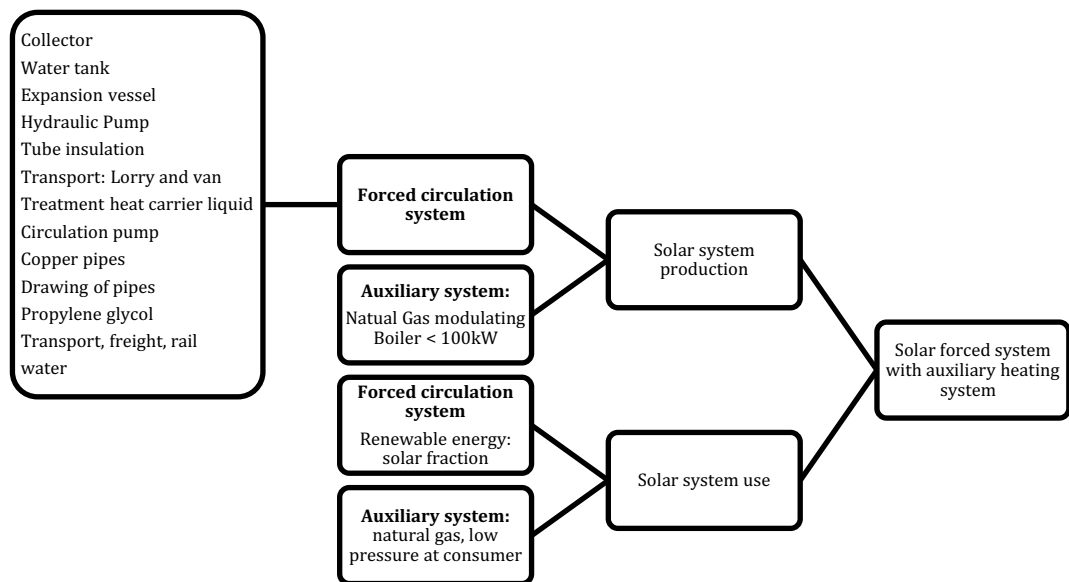 Collector
Water tank
Expansion vessel
Hydraulic Pump
Tube insulation
Transport: Lorry and van
Treatment heat carrier liquid
Circulation pump
Copper pipes
Drawing of pipes
Propylene glycol
Transport, freight, rail
water
Forced circulation
system
Auxiliary system:
Natual Gas modulating
Boiler < 100kW
Forced circulation
system
Renewable energy:
solar fraction
Auxiliary system:
natural gas, low
pressure at consumer
Solar system
production
Solar system use
Solar forced system
with auxiliary heating
system